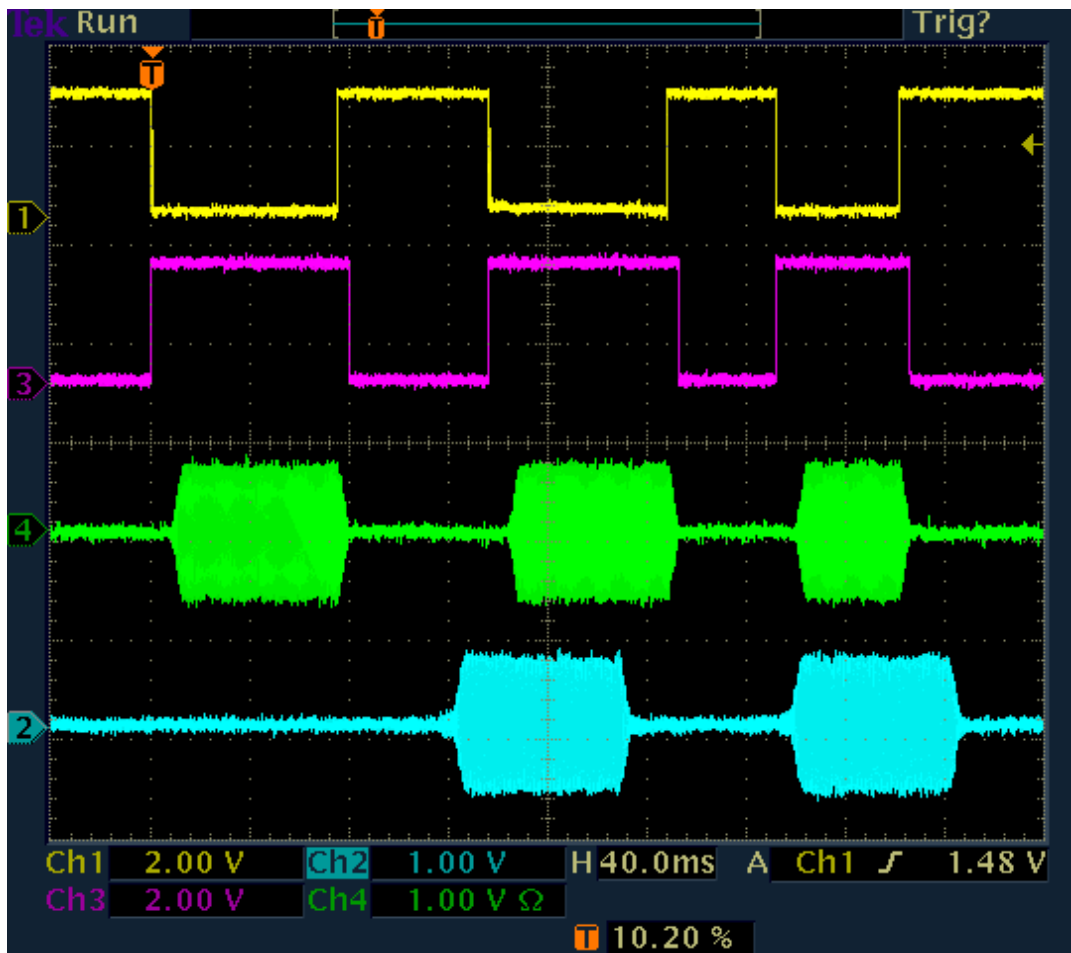 Tek Run Trig?
T
T
1
3
4
2
Ch1 2.00 V Ch2 1.00 V H 40.0ms A Ch1 ʃ 1.48 V
Ch3 2.00 V Ch4 1.00 V Ω
T 10.20 %